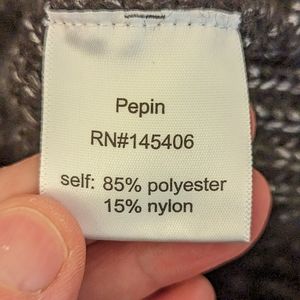 Pepin
RN#145406
self: 85% polyester
15% nylon